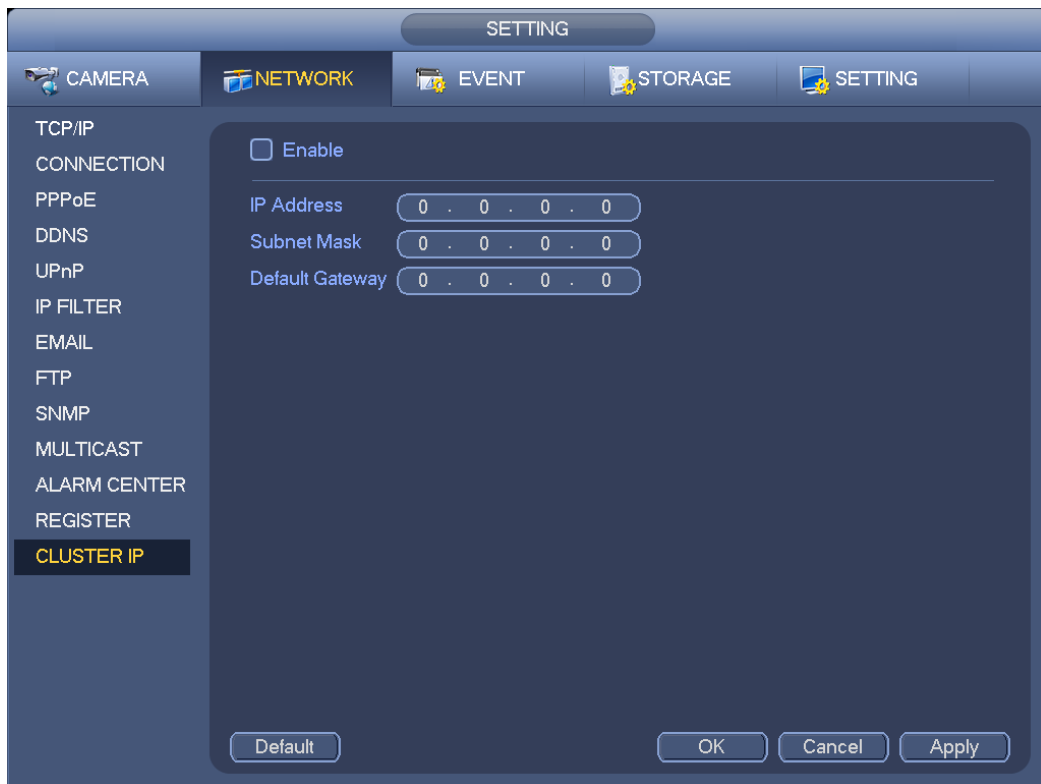 SETTING
CAMERA NETWORK EVENT STORAGE SETTING
TCP/IP
CONNECTION
PPPoE
DDNS
UPnP
IP FILTER
EMAIL
FTP
SNMP
MULTICAST
ALARM CENTER
REGISTER
CLUSTER IP
Enable
IP Address 0 . 0 . 0 . 0
Subnet Mask 0 . 0 . 0 . 0
Default Gateway 0 . 0 . 0 . 0
Default OK Cancel Apply